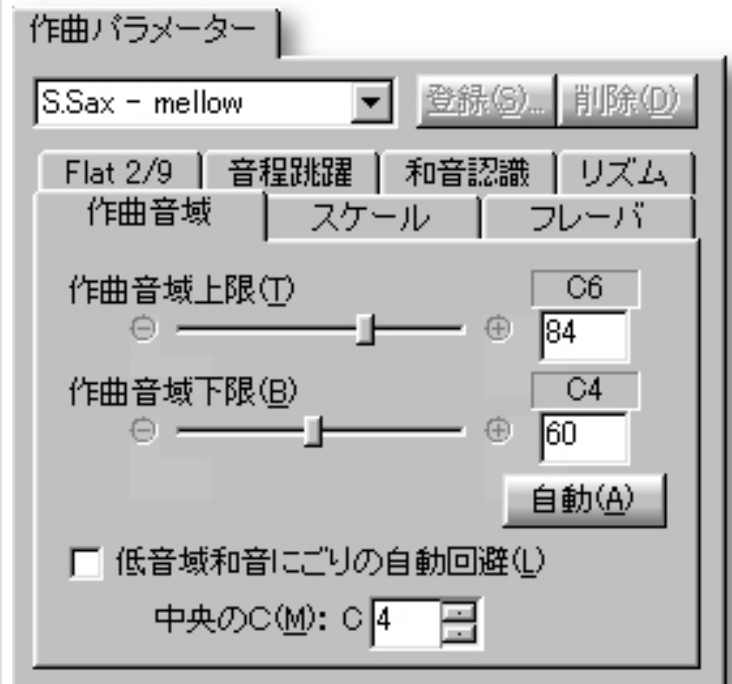 作曲パラメーター
S.Sax - mellow 登録(S)... 削除(D)
Flat 2/9 音程跳躍 和音認識 リズム
作曲音域 スケール フレーバ
作曲音域上限(T) C6
84
作曲音域下限(B) C4
60
自動(A)
低音域和音にごりの自動回避(L)
中央のC(M): C 4